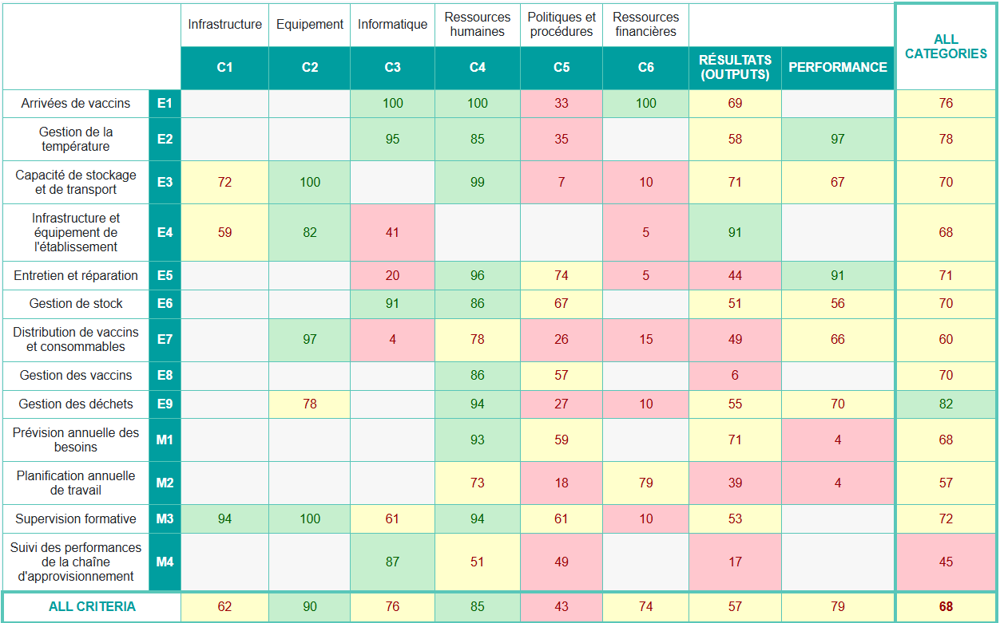 Infrastructure Equipement Informatique Ressources humaines Politiques et procédures Ressources financières ALL CATEGORIES
C1 C2 C3 C4 C5 C6 RÉSULTATS (OUTPUTS) PERFORMANCE
Arrivées de vaccins E1 100 100 33 100 69 76
Gestion de la température E2 95 85 35 58 97 78
Capacité de stockage et de transport E3 72 100 99 7 10 71 67 70
Infrastructure et équipement de l'établissement E4 59 82 41 5 91 68
Entretien et réparation E5 20 96 74 5 44 91 71
Gestion de stock E6 91 86 67 51 56 70
Distribution de vaccins et consommables E7 97 4 78 26 15 49 66 60
Gestion des vaccins E8 86 57 6 70
Gestion des déchets E9 78 94 27 10 55 70 82
Prévision annuelle des besoins M1 93 59 71 4 68
Planification annuelle de travail M2 73 18 79 39 4 57
Supervision formative M3 94 100 61 94 61 10 53 72
Suivi des performances de la chaîne d'approvisionnement M4 87 51 49 17 45
ALL CRITERIA 62 90 76 85 43 74 57 79 68